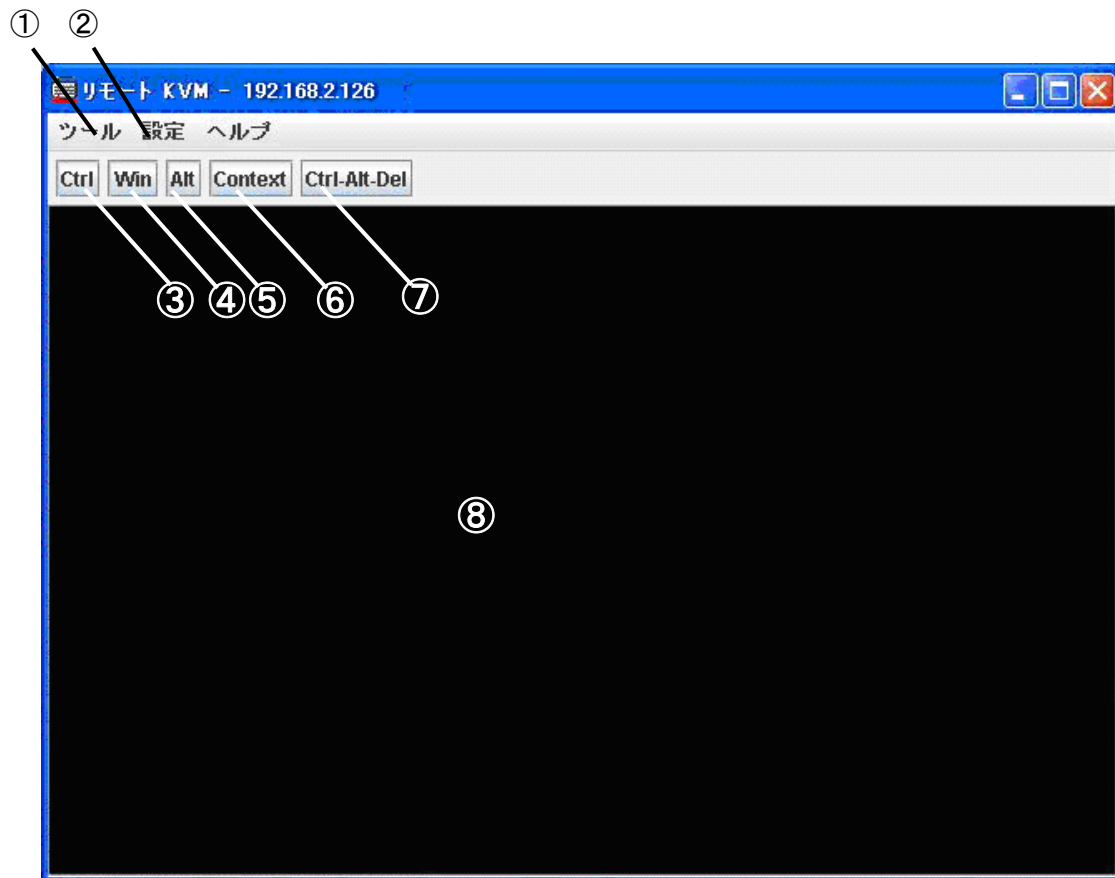 ① ②
リモート KVM - 192.168.2.126
ツール 設定 ヘルプ
Ctrl Win Alt Context Ctrl-Alt-Del
③ ④ ⑤ ⑥ ⑦
⑧